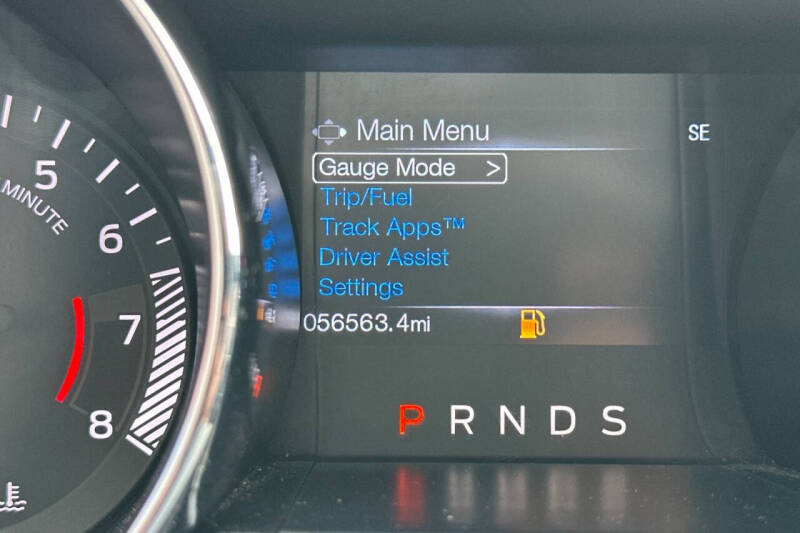 Main Menu
SE
Gauge Mode >
Trip/Fuel
Track Apps™
Driver Assist
Settings
056563.4mi
P R N D S
5
MINUTE
6
7
8